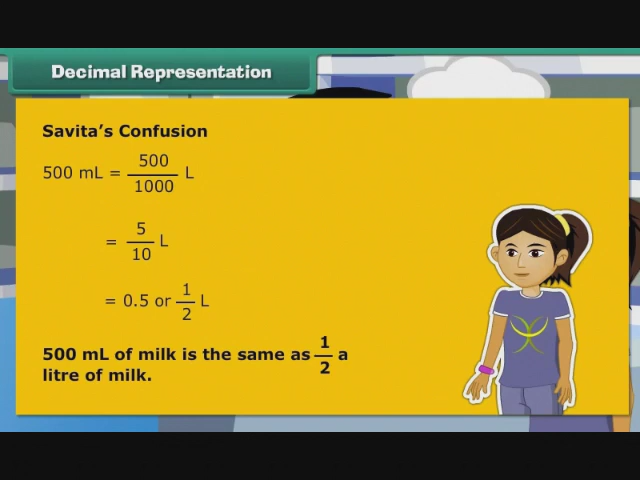 Decimal Representation
Savita's Confusion
500 mL = 500/1000 L
= 5/10 L
= 0.5 or 1/2 L
500 mL of milk is the same as 1/2 a
litre of milk.